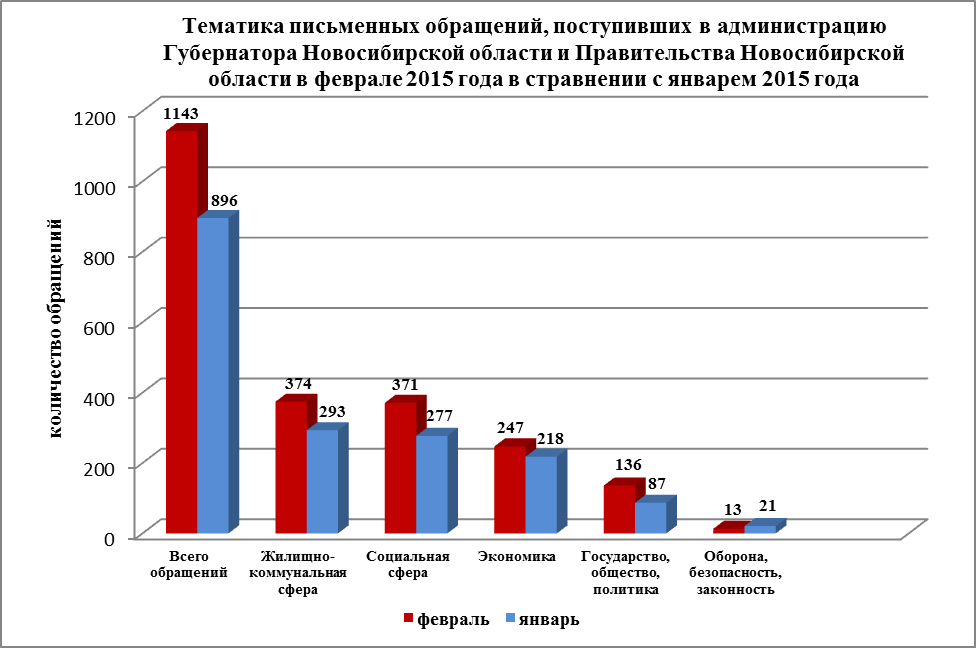 Тематика письменных обращений, поступивших в администрацию
Губернатора Новосибирской области и Правительства Новосибирской
области в феврале 2015 года в стравнении с январем 2015 года
количество обращений
1200
1000
800
600
400
200
0
1143
896
374
293
371
277
247
218
136
87
13
21
Всего
обращений
Жилищно-
коммунальная
сфера
Социальная
сфера
Экономика
Государство,
общество,
политика
Оборона,
безопасность,
законность
февраль
январь